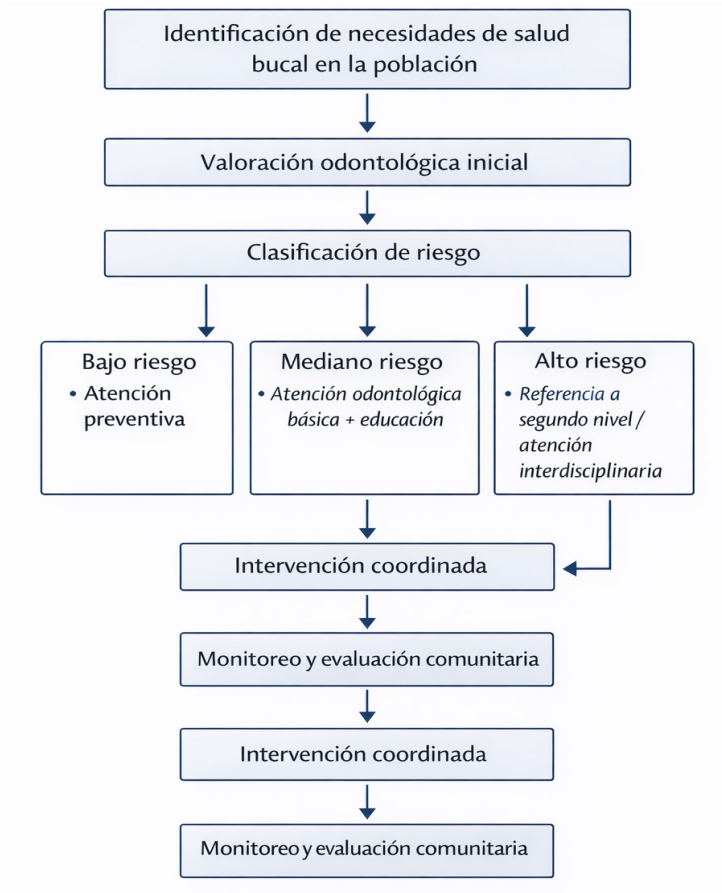 Identificación de necesidades de salud
bucal en la población
Valoración odontológica inicial
Clasificación de riesgo
Bajo riesgo
• Atención
preventiva
Mediano riesgo
• Atención odontológica
básica + educación
Alto riesgo
• Referencia a
segundo nivel /
atención
interdisciplinaria
Intervención coordinada
Monitoreo y evaluación comunitaria
Intervención coordinada
Monitoreo y evaluación comunitaria